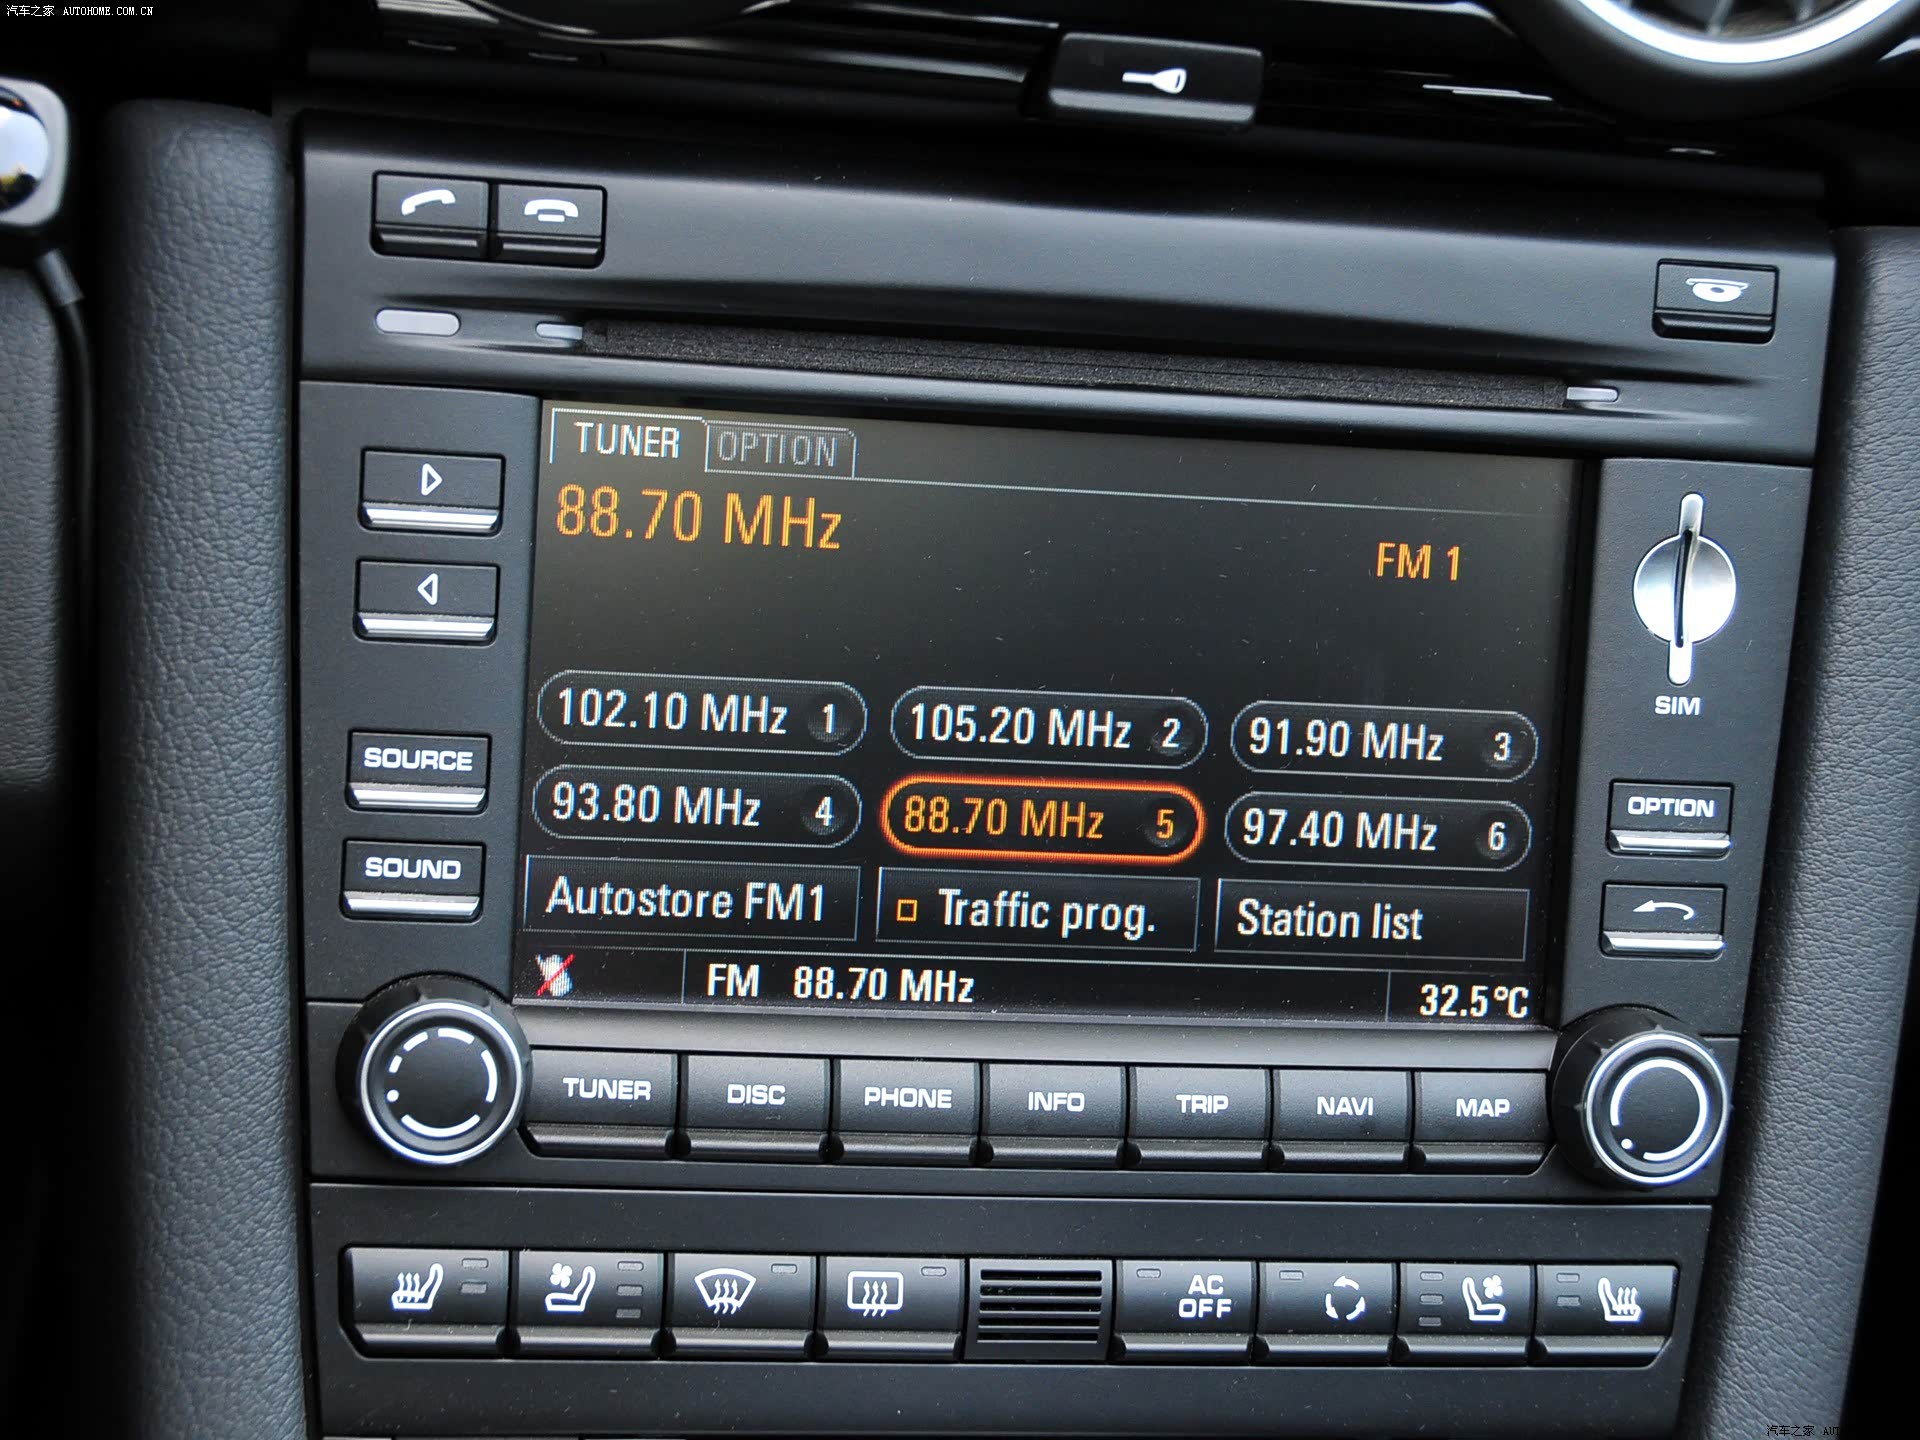 汽车之家 AUTOHOME.COM.CN
TUNER OPTION
88.70 MHz
FM 1
SIM
102.10 MHz 1 105.20 MHz 2 91.90 MHz 3
SOURCE
93.80 MHz 4 88.70 MHz 5 97.40 MHz 6
OPTION
SOUND
Autostore FM1 Traffic prog. Station list
FM 88.70 MHz 32.5°C
TUNER DISC PHONE INFO TRIP NAVI MAP
AC
OFF
汽车之家 AUT